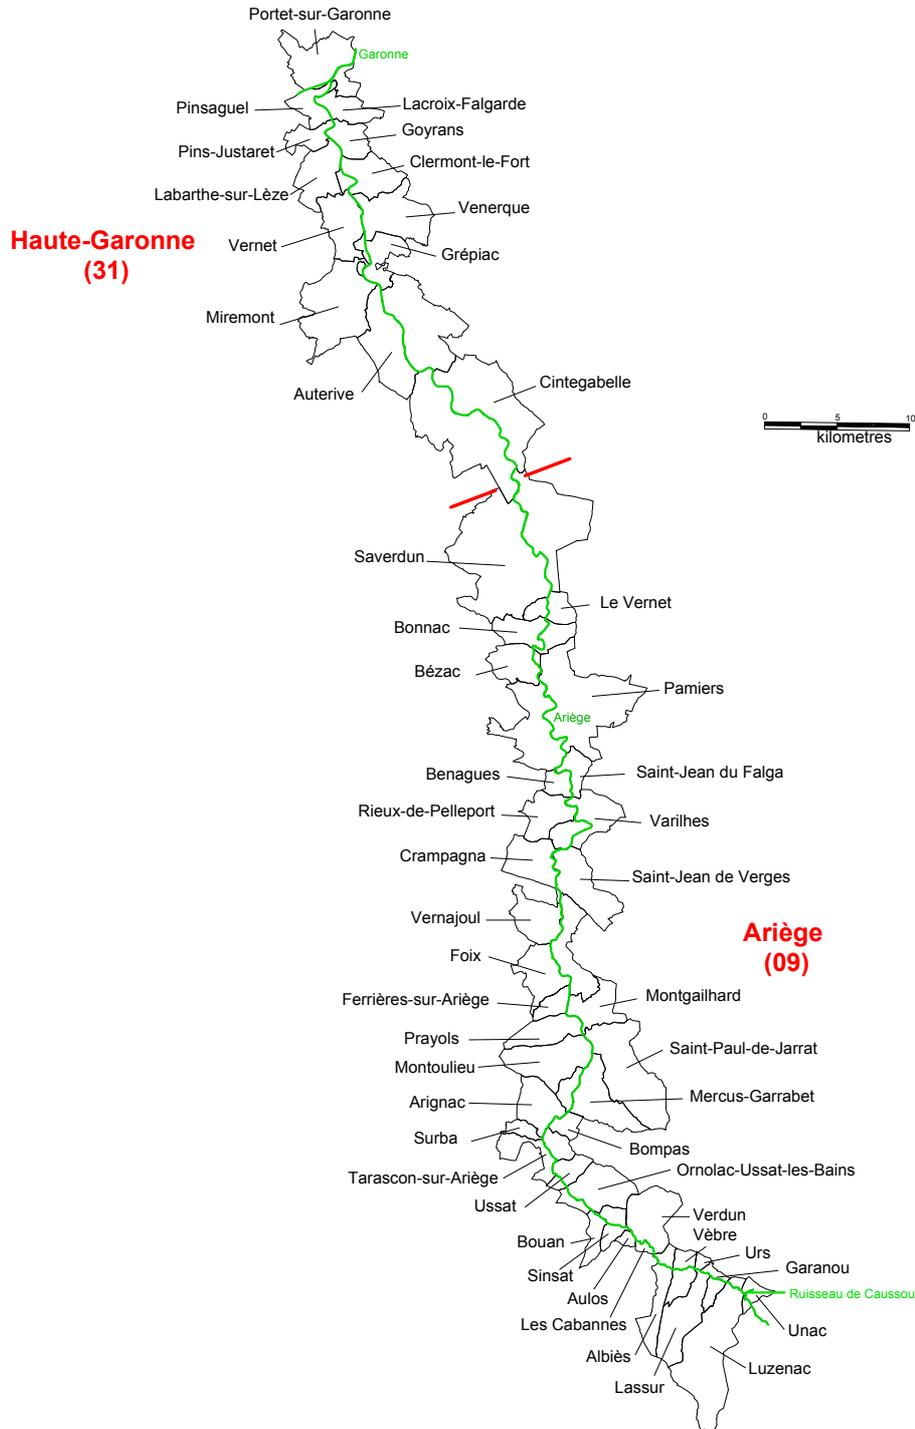 Portet-sur-Garonne
Garonne
Pinsaguel
Lacroix-Falgarde
Goyrans
Pins-Justaret
Clermont-le-Fort
Labarthe-sur-Lèze
Venerque
Haute-Garonne
(31)
Vernet
Grépiac
Miremont
Auterive
Cintegabelle
0 5 10
kilometres
Saverdun
Le Vernet
Bonnac
Bézac
Pamiers
Ariège
Benagues
Saint-Jean du Falga
Rieux-de-Pelleport
Varilhes
Crampagna
Saint-Jean de Verges
Vernajoul
Ariège
(09)
Foix
Ferrières-sur-Ariège
Montgailhard
Prayols
Saint-Paul-de-Jarrat
Montoulieu
Mercus-Garrabet
Arignac
Surba
Bompas
Tarascon-sur-Ariège
Ornolac-Ussat-les-Bains
Ussat
Verdun
Vèbre
Bouan
Urs
Garanou
Sinsat
Ruisseau de Caussou
Aulos
Les Cabannes
Unac
Albiès
Luzenac
Lassur